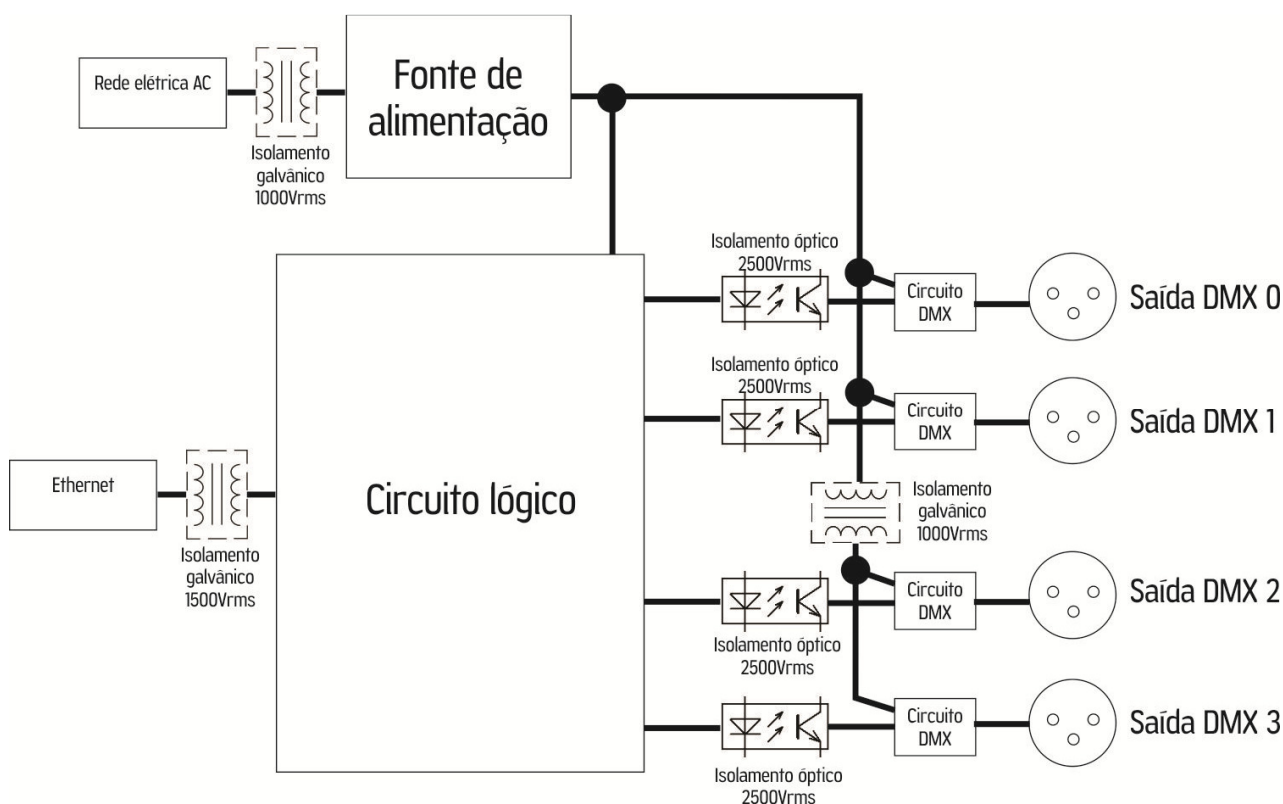 Rede elétrica AC
Isolamento
galvânico
1000Vrms
Fonte de
alimentação
Isolamento óptico
2500Vrms
Circuito
DMX
Saída DMX 0
Isolamento óptico
2500Vrms
Circuito
DMX
Saída DMX 1
Ethernet
Isolamento
galvânico
1500Vrms
Circuito lógico
Isolamento
galvânico
1000Vrms
Circuito
DMX
Saída DMX 2
Isolamento óptico
2500Vrms
Circuito
DMX
Saída DMX 3
Isolamento óptico
2500Vrms